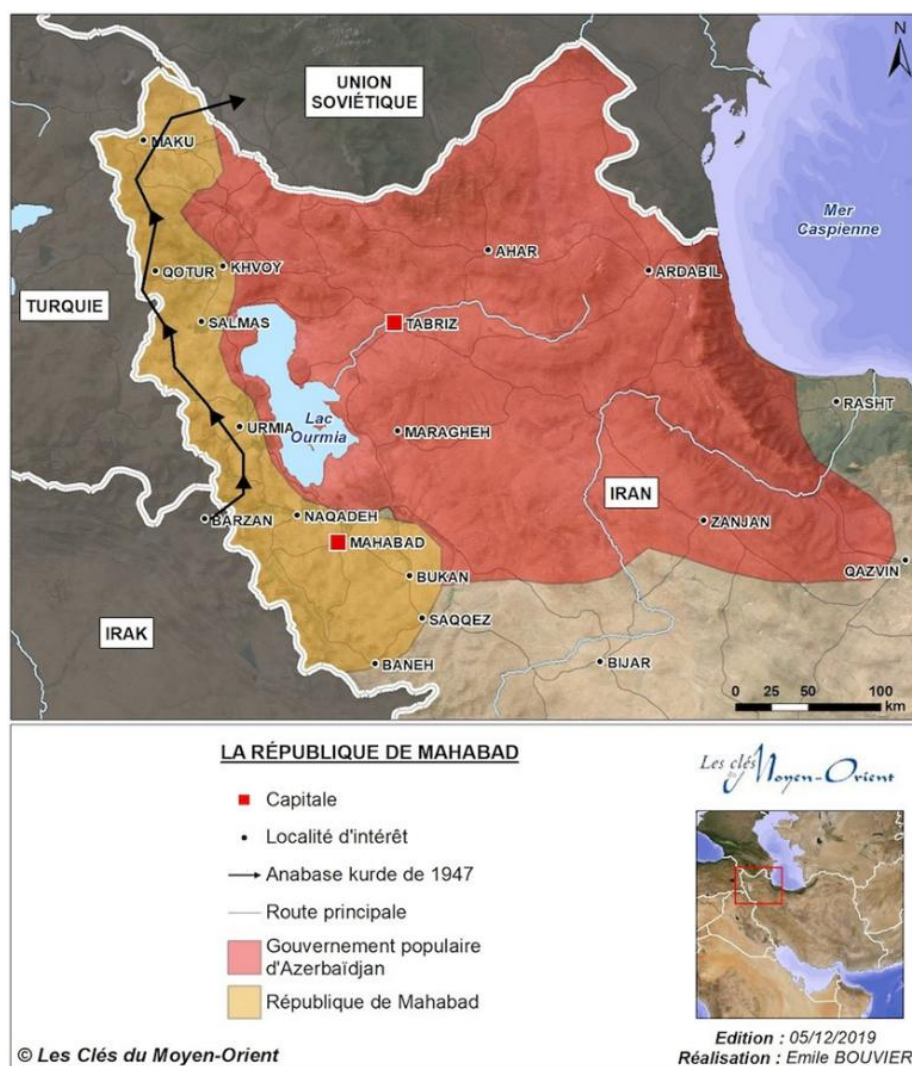 N
UNION
SOVIÉTIQUE
MAKU
Mer
Caspienne
AHAR
KHVOY
QOTUR
ARDABIL
TURQUIE
SALMAS
TABRIZ
RASHT
Lac
Ourmia
URMIA
MARAGHEH
IRAN
BARZAN
NAQADEH
ZANJAN
MAHABAD
QAZVIN
BUKAN
SAQQEZ
IRAK
BANEH
BIJAR
0 25 50 100
km
LA RÉPUBLIQUE DE MAHABAD
Capitale
Localité d'intérêt
Anabase kurde de 1947
Route principale
Gouvernement populaire
d'Azerbaïdjan
République de Mahabad
Les clés
du Moyen-Orient
© Les Clés du Moyen-Orient
Edition : 05/12/2019
Réalisation : Emile BOUVIER